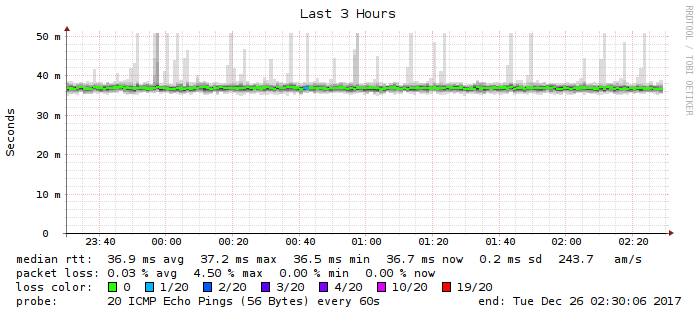 Last 3 Hours
RRDTOOL / TOBI OETIKER
Seconds
50 m
40 m
30 m
20 m
10 m
0
23:40 00:00 00:20 00:40 01:00 01:20 01:40 02:00 02:20
median rtt: 36.9 ms avg 37.2 ms max 36.5 ms min 36.7 ms now 0.2 ms sd 243.7 am/s
packet loss: 0.03 % avg 4.50 % max 0.00 % min 0.00 % now
loss color: 0 1/20 2/20 3/20 4/20 10/20 19/20
probe: 20 ICMP Echo Pings (56 Bytes) every 60s end: Tue Dec 26 02:30:06 2017